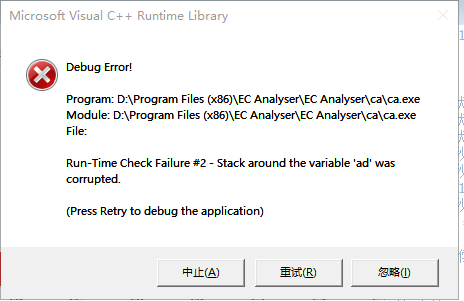 Microsoft Visual C++ Runtime Library
Debug Error!
Program: D:\Program Files (x86)\EC Analyser\EC Analyser\ca\ca.exe
Module: D:\Program Files (x86)\EC Analyser\EC Analyser\ca\ca.exe
File:
Run-Time Check Failure #2 - Stack around the variable 'ad' was
corrupted.
(Press Retry to debug the application)
中止(A)
重试(R)
忽略(I)